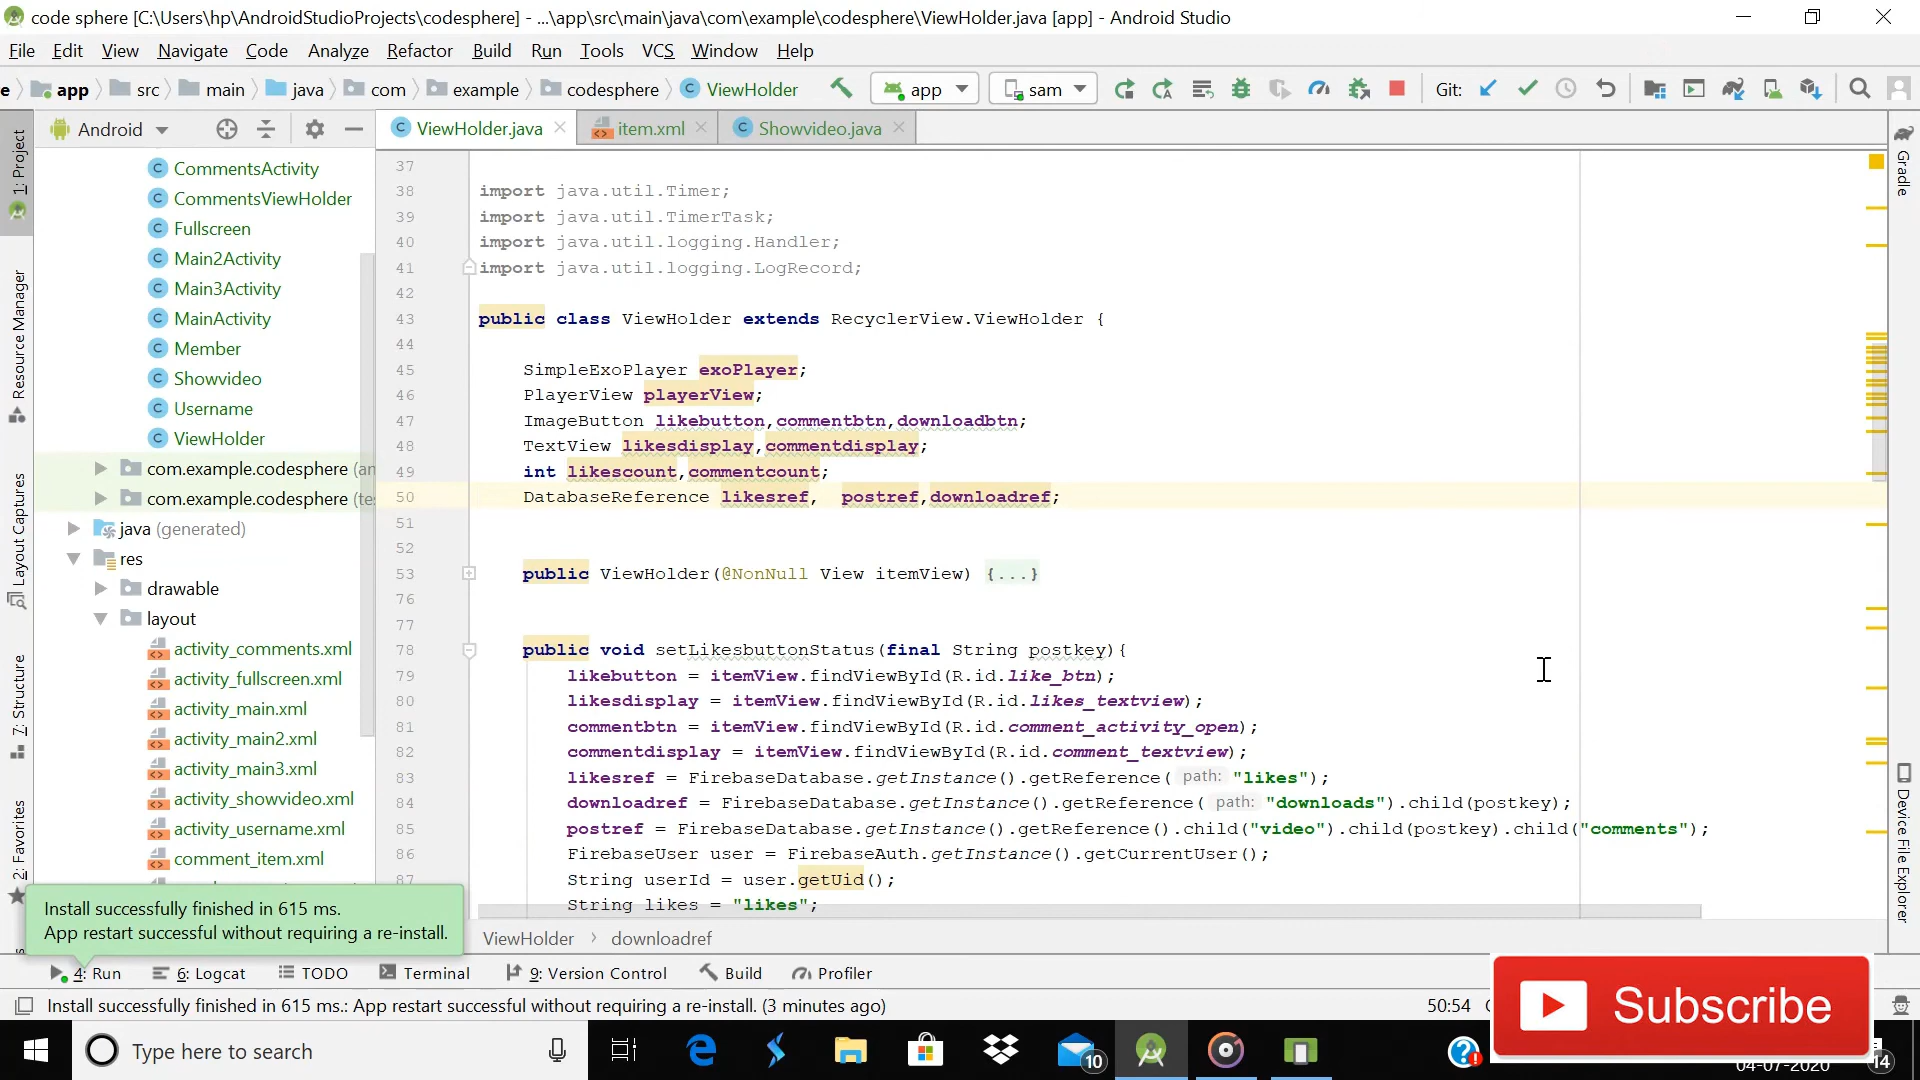 code sphere [C:\Users\hp\AndroidStudioProjects\codesphere] - ...\app\src\main\java\com\example\codesphere\ViewHolder.java [app] - Android Studio
File Edit View Navigate Code Analyze Refactor Build Run Tools VCS Window Help
e app src main java com example codesphere ViewHolder app sam Git:
Android ViewHolder.java item.xml Showvideo.java
1: Project
Resource Manager
Layout Captures
7: Structure
2: Favorites
CommentsActivity
CommentsViewHolder
Fullscreen
Main2Activity
Main3Activity
MainActivity
Member
Showvideo
Username
ViewHolder
com.example.codesphere (an
com.example.codesphere (te
java (generated)
res
drawable
layout
activity_comments.xml
activity_fullscreen.xml
activity_main.xml
activity_main2.xml
activity_main3.xml
activity_showvideo.xml
activity_username.xml
comment_item.xml
37
38 import java.util.Timer;
39 import java.util.TimerTask;
40 import java.util.logging.Handler;
41 import java.util.logging.LogRecord;
42
43 public class ViewHolder extends RecyclerView.ViewHolder {
44
45 SimpleExoPlayer exoPlayer;
46 PlayerView playerView;
47 ImageButton likebutton,commentbtn,downloadbtn;
48 TextView likesdisplay,commentdisplay;
49 int likescount,commentcount;
50 DatabaseReference likesref, postref,downloadref;
51
52
53 public ViewHolder(@NonNull View itemView) {...}
76
77
78 public void setLikesbuttonStatus(final String postkey){
79 likebutton = itemView.findViewById(R.id.like_btn);
80 likesdisplay = itemView.findViewById(R.id.likes_textview);
81 commentbtn = itemView.findViewById(R.id.comment_activity_open);
82 commentdisplay = itemView.findViewById(R.id.comment_textview);
83 likesref = FirebaseDatabase.getInstance().getReference( path: "likes");
84 downloadref = FirebaseDatabase.getInstance().getReference( path: "downloads").child(postkey);
85 postref = FirebaseDatabase.getInstance().getReference().child("video").child(postkey).child("comments");
86 FirebaseUser user = FirebaseAuth.getInstance().getCurrentUser();
87 String userId = user.getUid();
String likes = "likes";
Gradle
Device File Explorer
Install successfully finished in 615 ms.
App restart successful without requiring a re-install.
ViewHolder downloadref
4: Run 6: Logcat TODO Terminal 9: Version Control Build Profiler
Install successfully finished in 615 ms.: App restart successful without requiring a re-install. (3 minutes ago) 50:54
Subscribe
Type here to search 10 04-07-2020 14